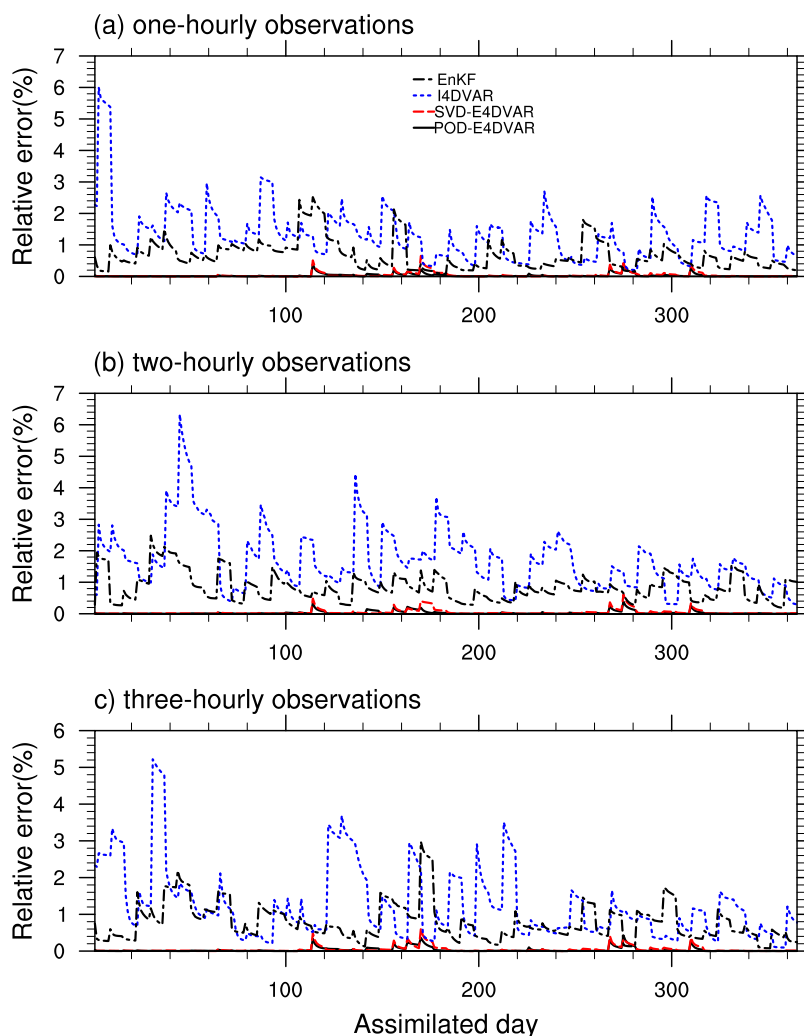 (a) one-hourly observations
Relative error(%)
7
6
5
4
3
2
1
0
EnKF
I4DVAR
SVD-E4DVAR
POD-E4DVAR
100
200
300
(b) two-hourly observations
Relative error(%)
7
6
5
4
3
2
1
0
100
200
300
c) three-hourly observations
Relative error(%)
6
5
4
3
2
1
0
100
200
300
Assimilated day